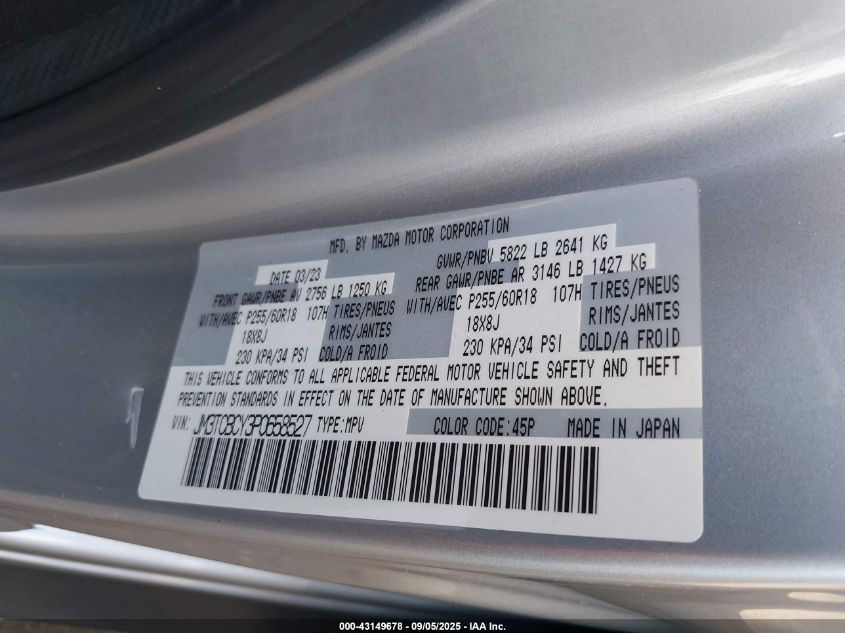 MFD. BY MAZDA MOTOR CORPORATION
DATE 03/23 GVWR/PNBV 5822 LB 2641 KG
FRONT GAWR/PNBE AV 2756 LB 1250 KG REAR GAWR/PNBE AR 3146 LB 1427 KG
WITH/AVEC P255/60R18 107H TIRES/PNEUS WITH/AVEC P255/60R18 107H TIRES/PNEUS
18X8J RIMS/JANTES 18X8J RIMS/JANTES
230 KPA/34 PSI COLD/A FROID 230 KPA/34 PSI COLD/A FROID
THIS VEHICLE CONFORMS TO ALL APPLICABLE FEDERAL MOTOR VEHICLE SAFETY AND THEFT
PREVENTION STANDARDS IN EFFECT ON THE DATE OF MANUFACTURE SHOWN ABOVE.
VIN: JM3TCBCY3P0658527 TYPE:MPV COLOR CODE:45P MADE IN JAPAN
000-43149678 - 09/05/2025 - IAA Inc.